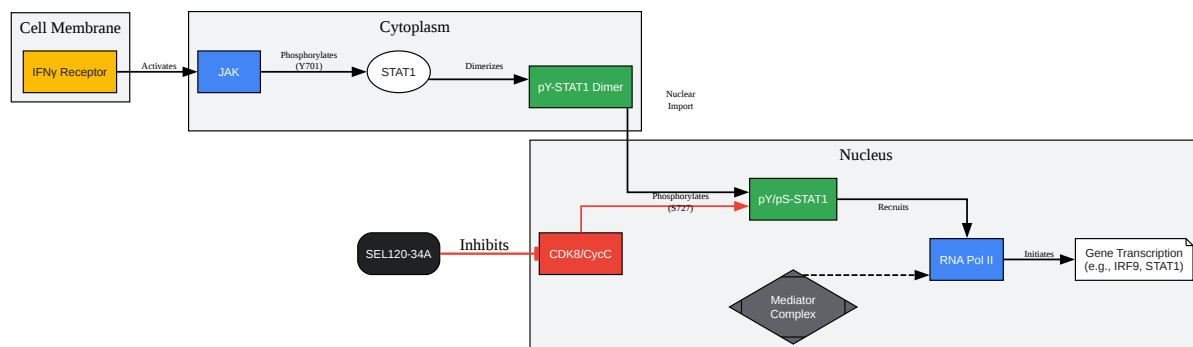 Cell Membrane
IFNγ Receptor
Activates
Cytoplasm
JAK
Phosphorylates
(Y701)
STAT1
Dimerizes
pY-STAT1 Dimer
Nuclear
Import
Nucleus
Phosphorylates
(S727)
pY/pS-STAT1
Recruits
SEL120-34A
Inhibits
CDK8/CycC
RNA Pol II
Initiates
Gene Transcription
(e.g., IRF9, STAT1)
Mediator
Complex